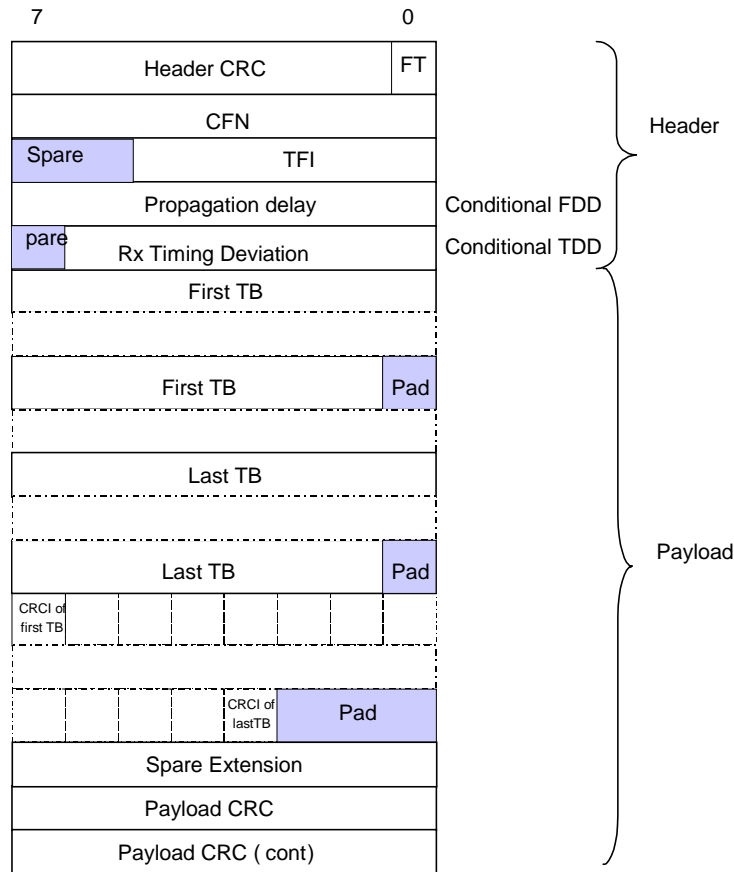 7 0
Header CRC FT
CFN
Header
Spare TFI
Propagation delay Conditional FDD
pare Rx Timing Deviation Conditional TDD
First TB
First TB Pad
Last TB
Payload
Last TB Pad
CRCI of
first TB
CRCI of
lastTB
Pad
Spare Extension
Payload CRC
Payload CRC ( cont)